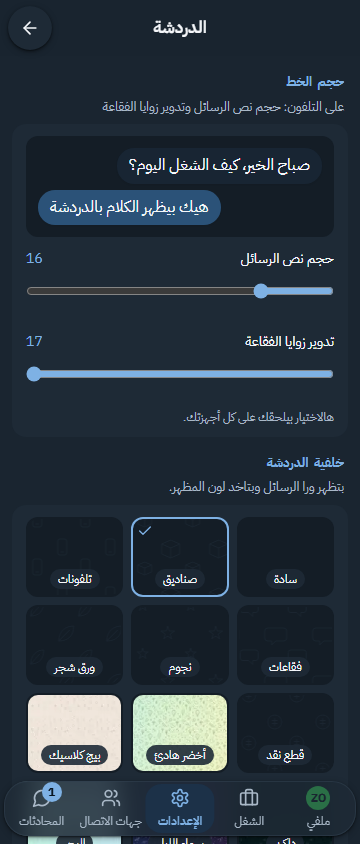 الدردشة
حجم الخط
على التلفون: حجم نص الرسائل وتدوير زوايا الفقاعة
صباح الخير، كيف الشغل اليوم؟
هيك بيظهر الكلام بالدردشة
حجم نص الرسائل 16
تدوير زوايا الفقاعة 17
هالاختيار بيلحقك على كل أجهزتك.
خلفية الدردشة
بتظهر ورا الرسائل وبتاخد لون المظهر.
سادة صناديق تلفونات
فقاعات نجوم ورق شجر
قطع نقد أخضر هادئ بيج كلاسيك
ZO 1
ملفي الشغل الإعدادات جهات الاتصال المحادثات